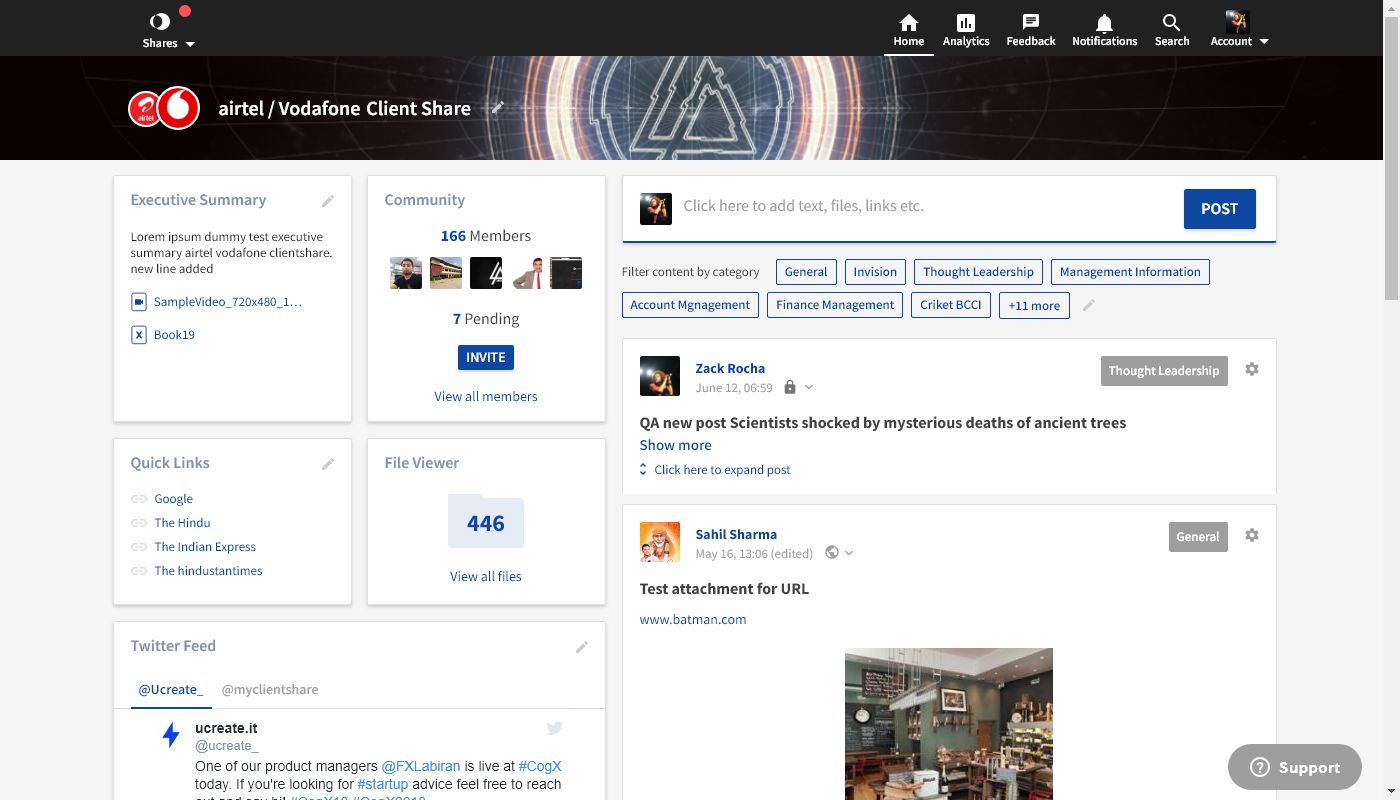 Shares
Home
Analytics
Feedback
Notifications
Search
Account
airtel
airtel / Vodafone Client Share
Executive Summary
Lorem ipsum dummy test executive
summary airtel vodafone clientshare.
new line added
SampleVideo_720x480_1…
X Book19
Community
166 Members
7 Pending
INVITE
View all members
Quick Links
Google
The Hindu
The Indian Express
The hindustantimes
File Viewer
446
View all files
Twitter Feed
@Ucreate_ @myclientshare
ucreate.it
@ucreate_
One of our product managers @FXLabiran is live at #CogX
today. If you're looking for #startup advice feel free to reach
out and say hi! #CogX18 #CogX2018
Click here to add text, files, links etc.
POST
Filter content by category General Invision Thought Leadership Management Information
Account Mgnagement Finance Management Criket BCCI +11 more
Zack Rocha
June 12, 06:59
Thought Leadership
QA new post Scientists shocked by mysterious deaths of ancient trees
Show more
Click here to expand post
Sahil Sharma
May 16, 13:06 (edited)
General
Test attachment for URL
www.batman.com
? Support